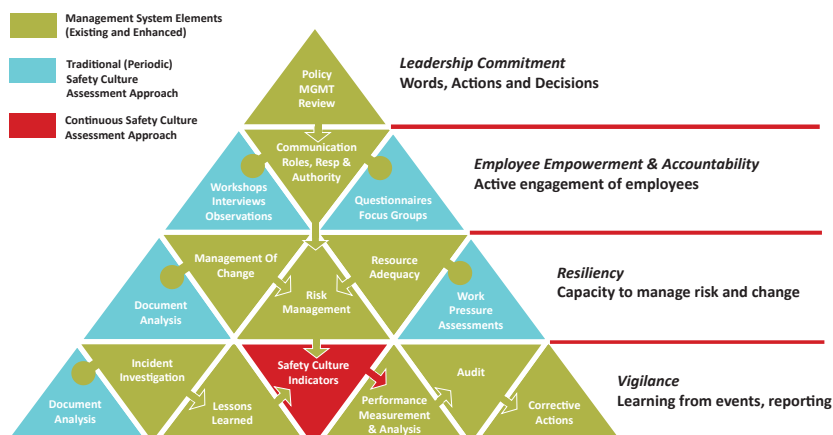 Management System Elements
(Existing and Enhanced)
Traditional (Periodic)
Safety Culture
Assessment Approach
Continuous Safety Culture
Assessment Approach
Policy
MGMT
Review
Leadership Commitment
Words, Actions and Decisions
Communication
Roles, Resp &
Authority
Workshops
Interviews
Observations
Questionnaires
Focus Groups
Employee Empowerment & Accountability
Active engagement of employees
Management Of
Change
Resource
Adequacy
Document
Analysis
Risk
Management
Work
Pressure
Assessments
Resiliency
Capacity to manage risk and change
Incident
Investigation
Safety Culture
Indicators
Audit
Document
Analysis
Lessons
Learned
Performance
Measurement
& Analysis
Corrective
Actions
Vigilance
Learning from events, reporting